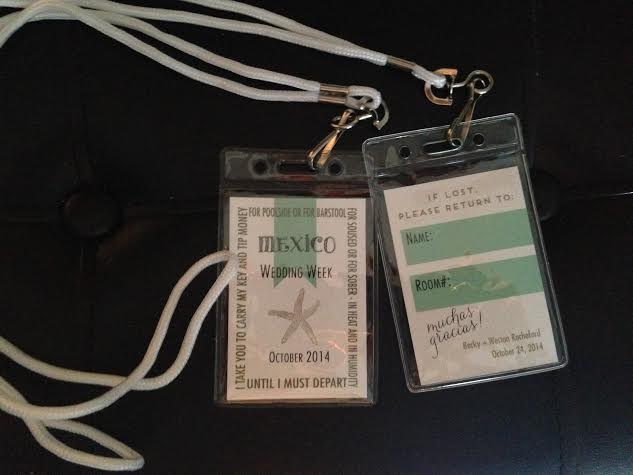 I TAKE YOU TO CARRY MY KEY AND TIP MONEY
FOR POOLSIDE OR FOR BARSTOOL
FOR SOUSED OR FOR SOBER - IN HEAT AND IN HUMIDITY
UNTIL I MUST DEPART
MEXICO
WEDDING WEEK
OCTOBER 2014
IF LOST,
PLEASE RETURN TO:
NAME:
ROOM#:
muchas
gracias!
Becky + Weston Rocheford
October 24, 2014